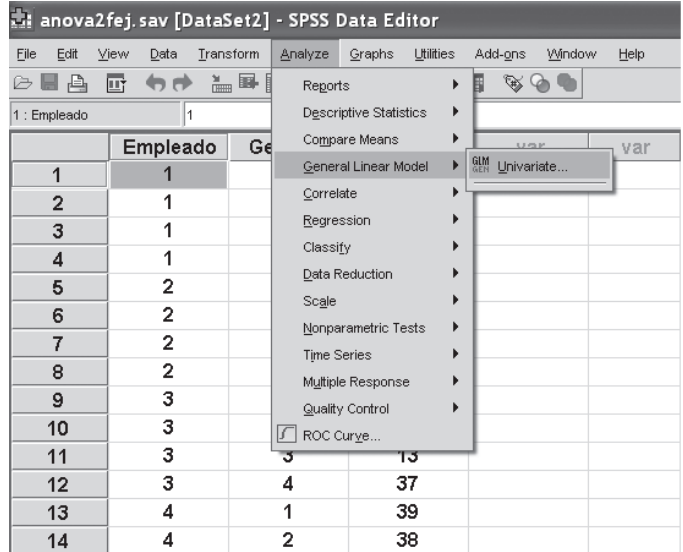 anova2fej.sav [DataSet2] - SPSS Data Editor
File Edit View Data Transform Analyze Graphs Utilities Add-ons Window Help
1 : Empleado 1
Empleado Ge var var
Reports
Descriptive Statistics
Compare Means
General Linear Model
Correlate
Regression
Classify
Data Reduction
Scale
Nonparametric Tests
Time Series
Multiple Response
Quality Control
ROC Curve...
GLM GEN Univariate...
1 1
2 1
3 1
4 1
5 2
6 2
7 2
8 2
9 3
10 3
11 3 3 13
12 3 4 37
13 4 1 39
14 4 2 38